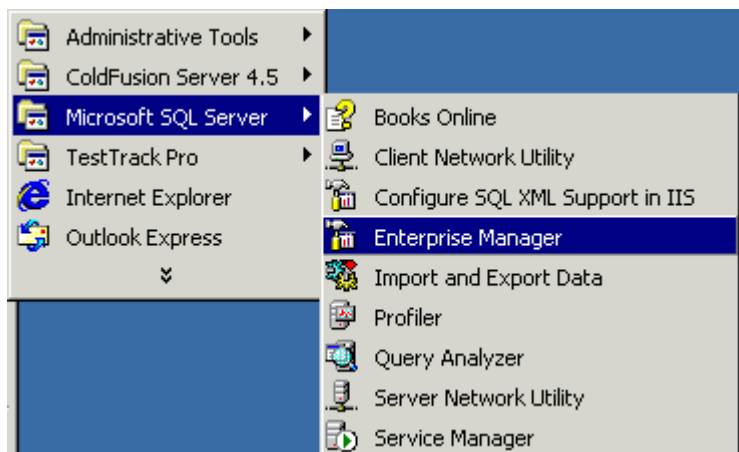 Administrative Tools
ColdFusion Server 4.5
Microsoft SQL Server
TestTrack Pro
Internet Explorer
Outlook Express
Books Online
Client Network Utility
Configure SQL XML Support in IIS
Enterprise Manager
Import and Export Data
Profiler
Query Analyzer
Server Network Utility
Service Manager